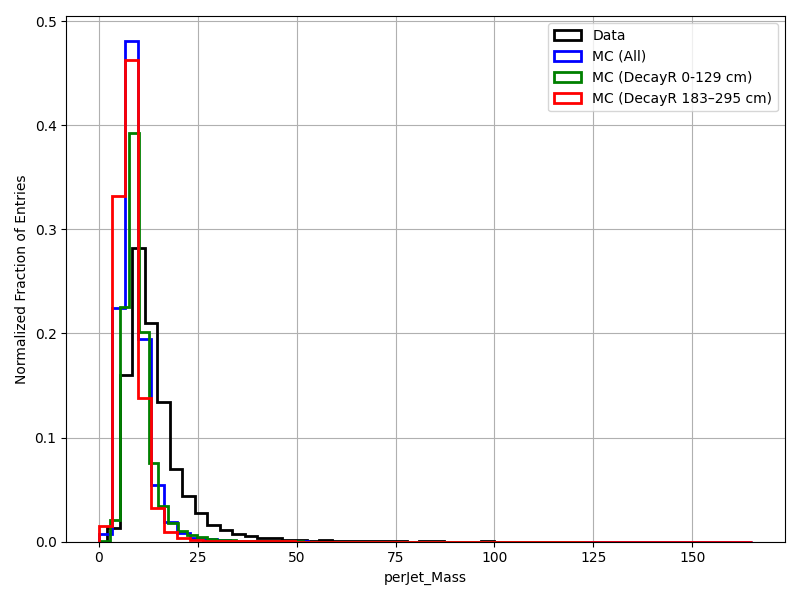 0.5
0.4
0.3
0.2
0.1
0.0
Normalized Fraction of Entries
Data
MC (All)
MC (DecayR 0-129 cm)
MC (DecayR 183–295 cm)
0 25 50 75 100 125 150
perJet_Mass